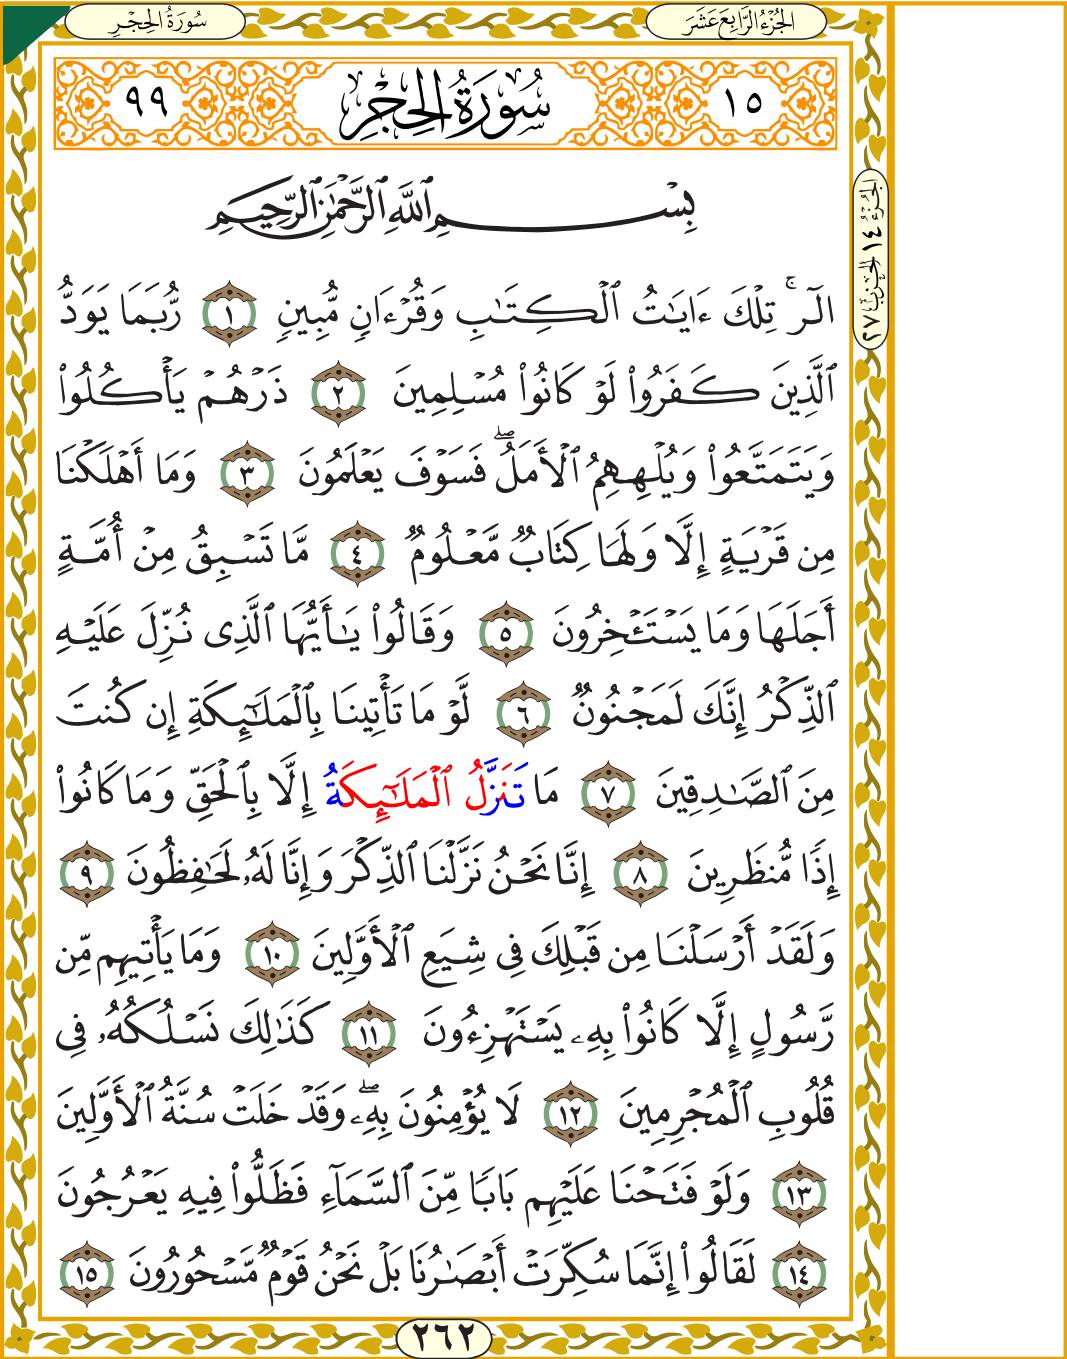 سُورَةُ الحِجْرِ
الجُزْءُ الرَّابِعَ عَشَرَ
١٥ سُورَةُ الحِجْرِ ٩٩
الجُزْءُ ١٤ الحِزْبُ ٢٧
بِسْمِ ٱللَّهِ ٱلرَّحْمَٰنِ ٱلرَّحِيمِ
الٓر ۚ تِلْكَ ءَايَٰتُ ٱلْكِتَٰبِ وَقُرْءَانٍ مُّبِينٍ ١ رُّبَمَا يَوَدُّ
ٱلَّذِينَ كَفَرُوا۟ لَوْ كَانُوا۟ مُسْلِمِينَ ٢ ذَرْهُمْ يَأْكُلُوا۟
وَيَتَمَتَّعُوا۟ وَيُلْهِهِمُ ٱلْأَمَلُ ۖ فَسَوْفَ يَعْلَمُونَ ٣ وَمَا أَهْلَكْنَا
مِن قَرْيَةٍ إِلَّا وَلَهَا كِتَابٌ مَّعْلُومٌ ٤ مَّا تَسْبِقُ مِنْ أُمَّةٍ
أَجَلَهَا وَمَا يَسْتَـْٔخِرُونَ ٥ وَقَالُوا۟ يَٰأَيُّهَا ٱلَّذِى نُزِّلَ عَلَيْهِ
ٱلذِّكْرُ إِنَّكَ لَمَجْنُونٌ ٦ لَّوْ مَا تَأْتِينَا بِٱلْمَلَٰٓئِكَةِ إِن كُنتَ
مِنَ ٱلصَّٰدِقِينَ ٧ مَا تَنَزَّلُ ٱلْمَلَٰٓئِكَةُ إِلَّا بِٱلْحَقِّ وَمَا كَانُوا۟
إِذًا مُّنظَرِينَ ٨ إِنَّا نَحْنُ نَزَّلْنَا ٱلذِّكْرَ وَإِنَّا لَهُۥ لَحَٰفِظُونَ ٩
وَلَقَدْ أَرْسَلْنَا مِن قَبْلِكَ فِى شِيَعِ ٱلْأَوَّلِينَ ١٠ وَمَا يَأْتِيهِم مِّن
رَّسُولٍ إِلَّا كَانُوا۟ بِهِۦ يَسْتَهْزِءُونَ ١١ كَذَٰلِكَ نَسْلُكُهُۥ فِى
قُلُوبِ ٱلْمُجْرِمِينَ ١٢ لَا يُؤْمِنُونَ بِهِۦ ۖ وَقَدْ خَلَتْ سُنَّةُ ٱلْأَوَّلِينَ
١٣ وَلَوْ فَتَحْنَا عَلَيْهِم بَابًا مِّنَ ٱلسَّمَآءِ فَظَلُّوا۟ فِيهِ يَعْرُجُونَ
١٤ لَقَالُوا۟ إِنَّمَا سُكِّرَتْ أَبْصَٰرُنَا بَلْ نَحْنُ قَوْمٌ مَّسْحُورُونَ ١٥
٢٦٢